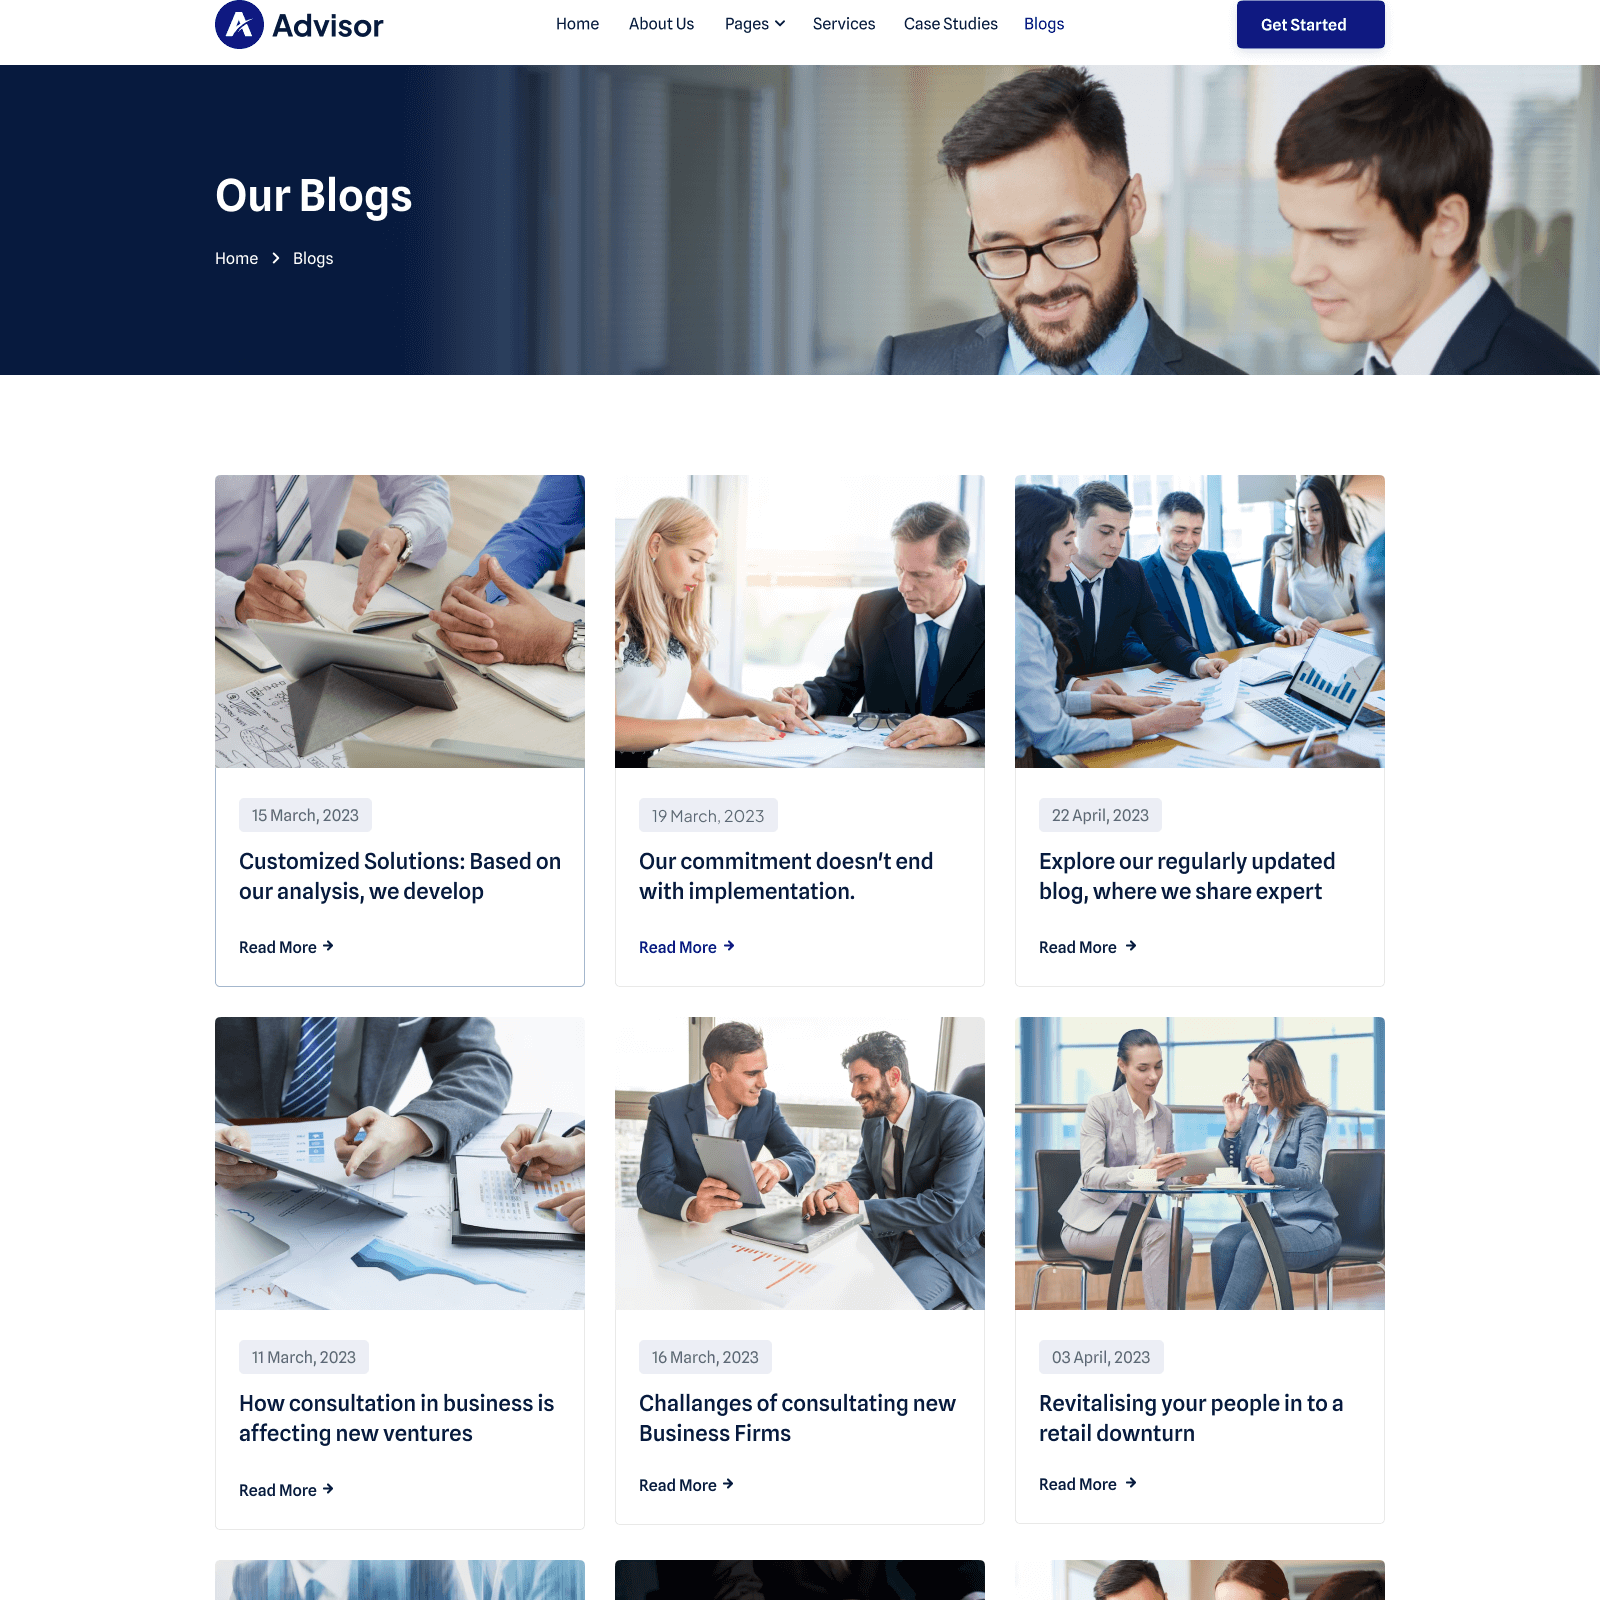 Advisor
Home About Us Pages Services Case Studies Blogs
Get Started
Our Blogs
Home Blogs
15 March, 2023
Customized Solutions: Based on
our analysis, we develop
Read More
19 March, 2023
Our commitment doesn't end
with implementation.
Read More
22 April, 2023
Explore our regularly updated
blog, where we share expert
Read More
11 March, 2023
How consultation in business is
affecting new ventures
Read More
16 March, 2023
Challanges of consultating new
Business Firms
Read More
03 April, 2023
Revitalising your people in to a
retail downturn
Read More